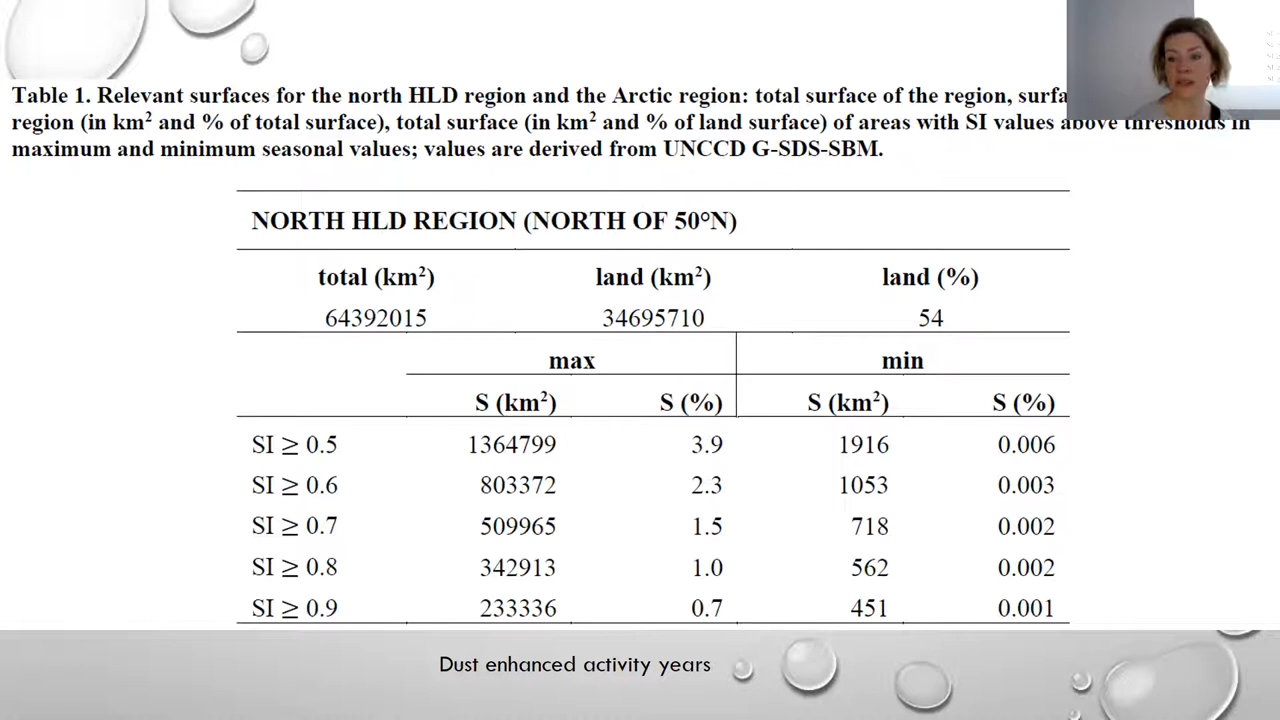 Table 1. Relevant surfaces for the north HLD region and the Arctic region: total surface of the region,
region (in km² and % of total surface), total surface (in km² and % of land surface) of areas with SI values above thresholds in
maximum and minimum seasonal values; values are derived from UNCCD G-SDS-SBM.
NORTH HLD REGION (NORTH OF 50°N)
total (km²) land (km²) land (%)
64392015 34695710 54
max min
S (km²) S (%) S (km²) S (%)
SI ≥ 0.5 1364799 3.9 1916 0.006
SI ≥ 0.6 803372 2.3 1053 0.003
SI ≥ 0.7 509965 1.5 718 0.002
SI ≥ 0.8 342913 1.0 562 0.002
SI ≥ 0.9 233336 0.7 451 0.001
Dust enhanced activity years